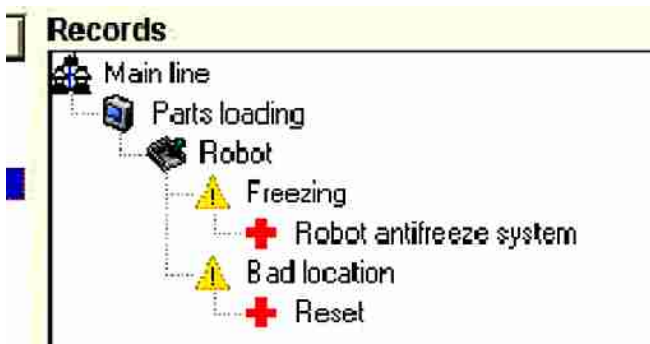 Records
Main line
Parts loading
Robot
Freezing
Robot antifreeze system
Bad location
Reset